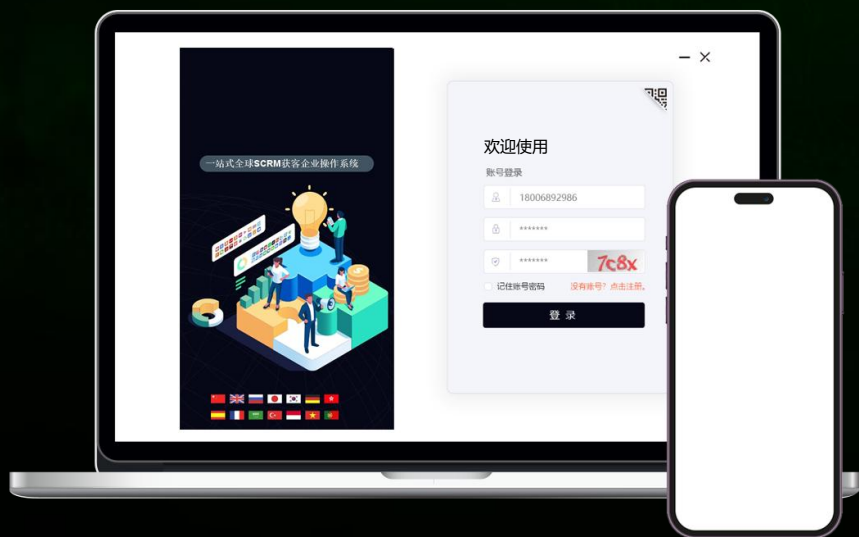 一站式全球SCRM获客企业操作系统
欢迎使用
账号登录
18006892986
*******
*******
7c8x
记住账号密码
没有账号？点击注册。
登 录